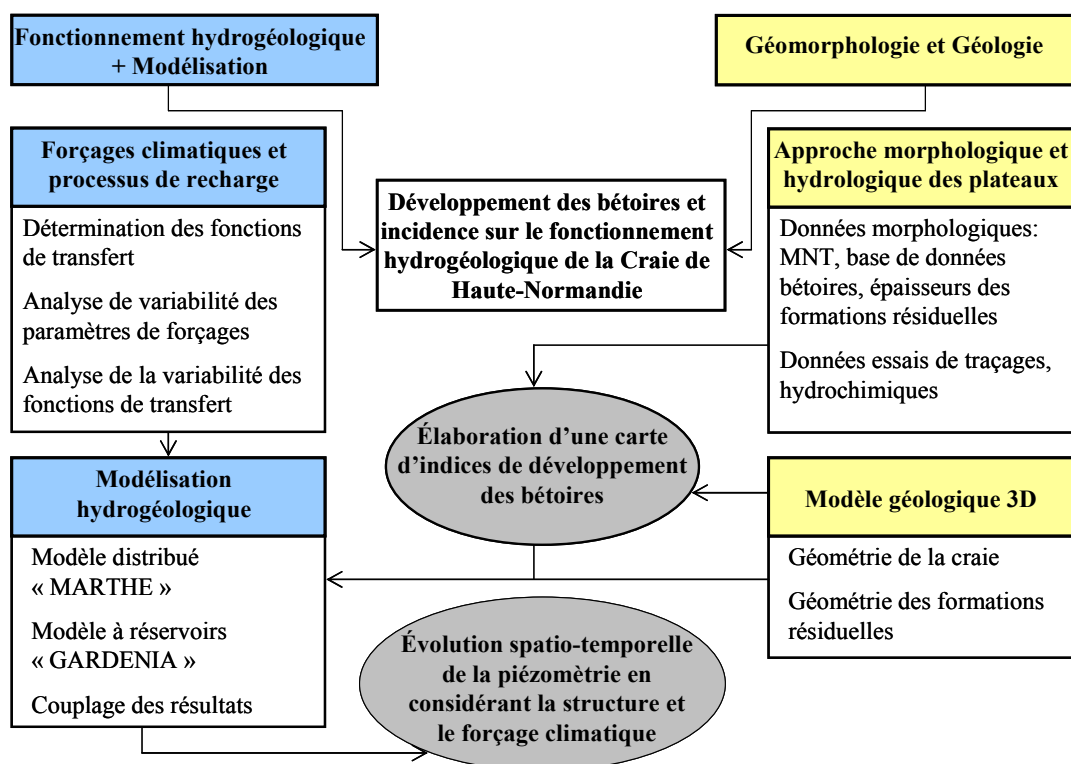 Fonctionnement hydrogéologique
+ Modélisation
Géomorphologie et Géologie
Forçages climatiques et
processus de recharge
Détermination des fonctions
de transfert
Analyse de variabilité des
paramètres de forçages
Analyse de la variabilité des
fonctions de transfert
Développement des bétoires et
incidence sur le fonctionnement
hydrogéologique de la Craie de
Haute-Normandie
Approche morphologique et
hydrologique des plateaux
Données morphologiques:
MNT, base de données
bétoires, épaisseurs des
formations résiduelles
Données essais de traçages,
hydrochimiques
Élaboration d'une carte
d'indices de développement
des bétoires
Modélisation
hydrogéologique
Modèle distribué
« MARTHE »
Modèle à réservoirs
« GARDENIA »
Couplage des résultats
Modèle géologique 3D
Géométrie de la craie
Géométrie des formations
résiduelles
Évolution spatio-temporelle
de la piézomètrie en
considérant la structure et
le forçage climatique